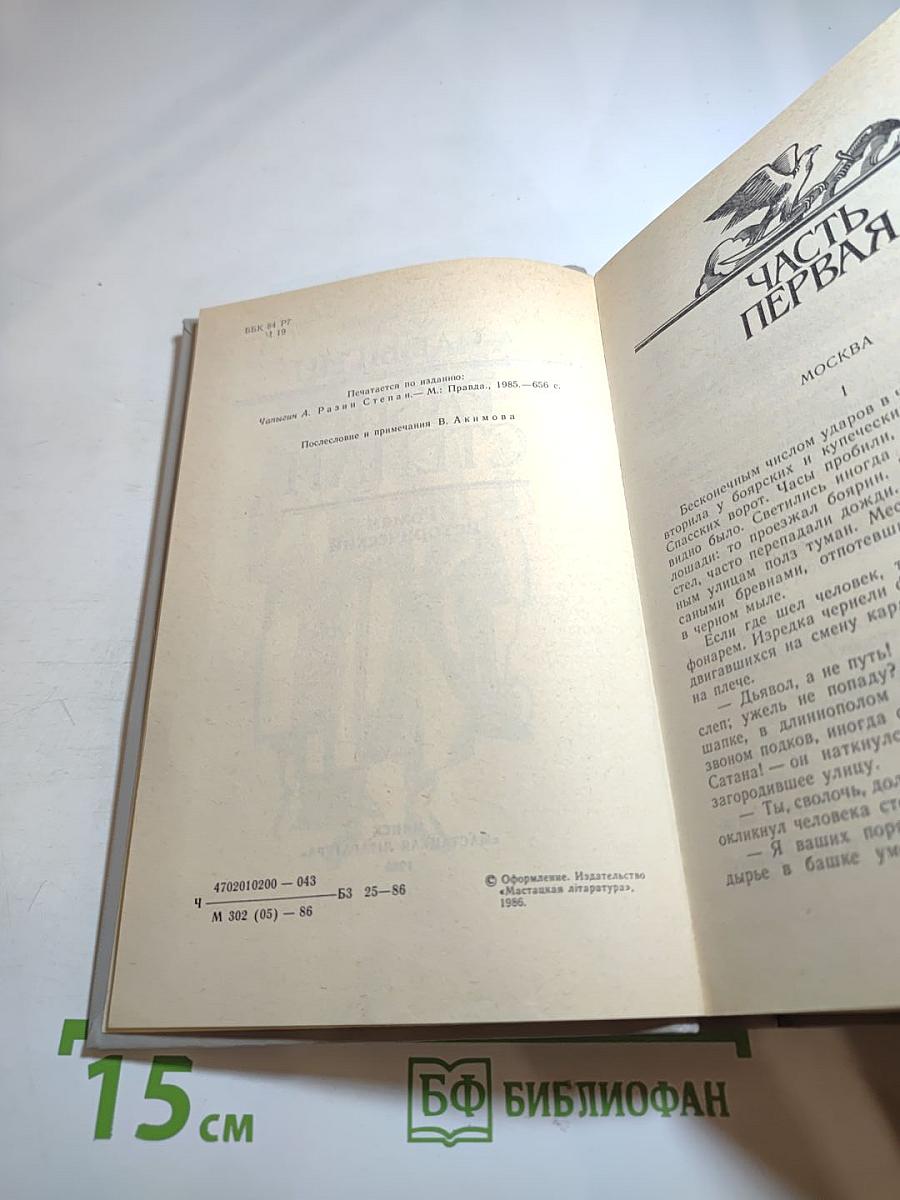 ББК 84 Р7
Ч 19
Печатается по изданию:
Чапыгин А. Разин Степан.— М.: Правда., 1985.—656 с.
Послесловие и примечания В. Акимова
4702010200 — 043
Ч БЗ 25—86
М 302 (05) — 86
© Оформление. Издательство
«Мастацкая літаратура»,
1986.
ЧАСТЬ
ПЕРВАЯ
МОСКВА
I
Бесконечным числом ударов в
вторила у боярских и купеческих
Спасских ворот. Часы пробили,
видно было. Светились иногда
лошади: то проезжал боярин,
стел, часто перепадали дожди.
ным улицам полз туман.
саными бревнами,
в черном мыле.
Если где шел человек,
фонарем. Изредка чернели
двигавшихся на смену
на плече.
— Дьявол, а не путь!
слеп; ужель не попаду?
шапке, в длиннополом
звоном подков, иногда
Сатана! — он наткнулс
загородившее улицу.
— Ты, сволочь,
окликнул человека
— Я ваших
дырье в башке
15 см
БФ БИБЛИОФАН